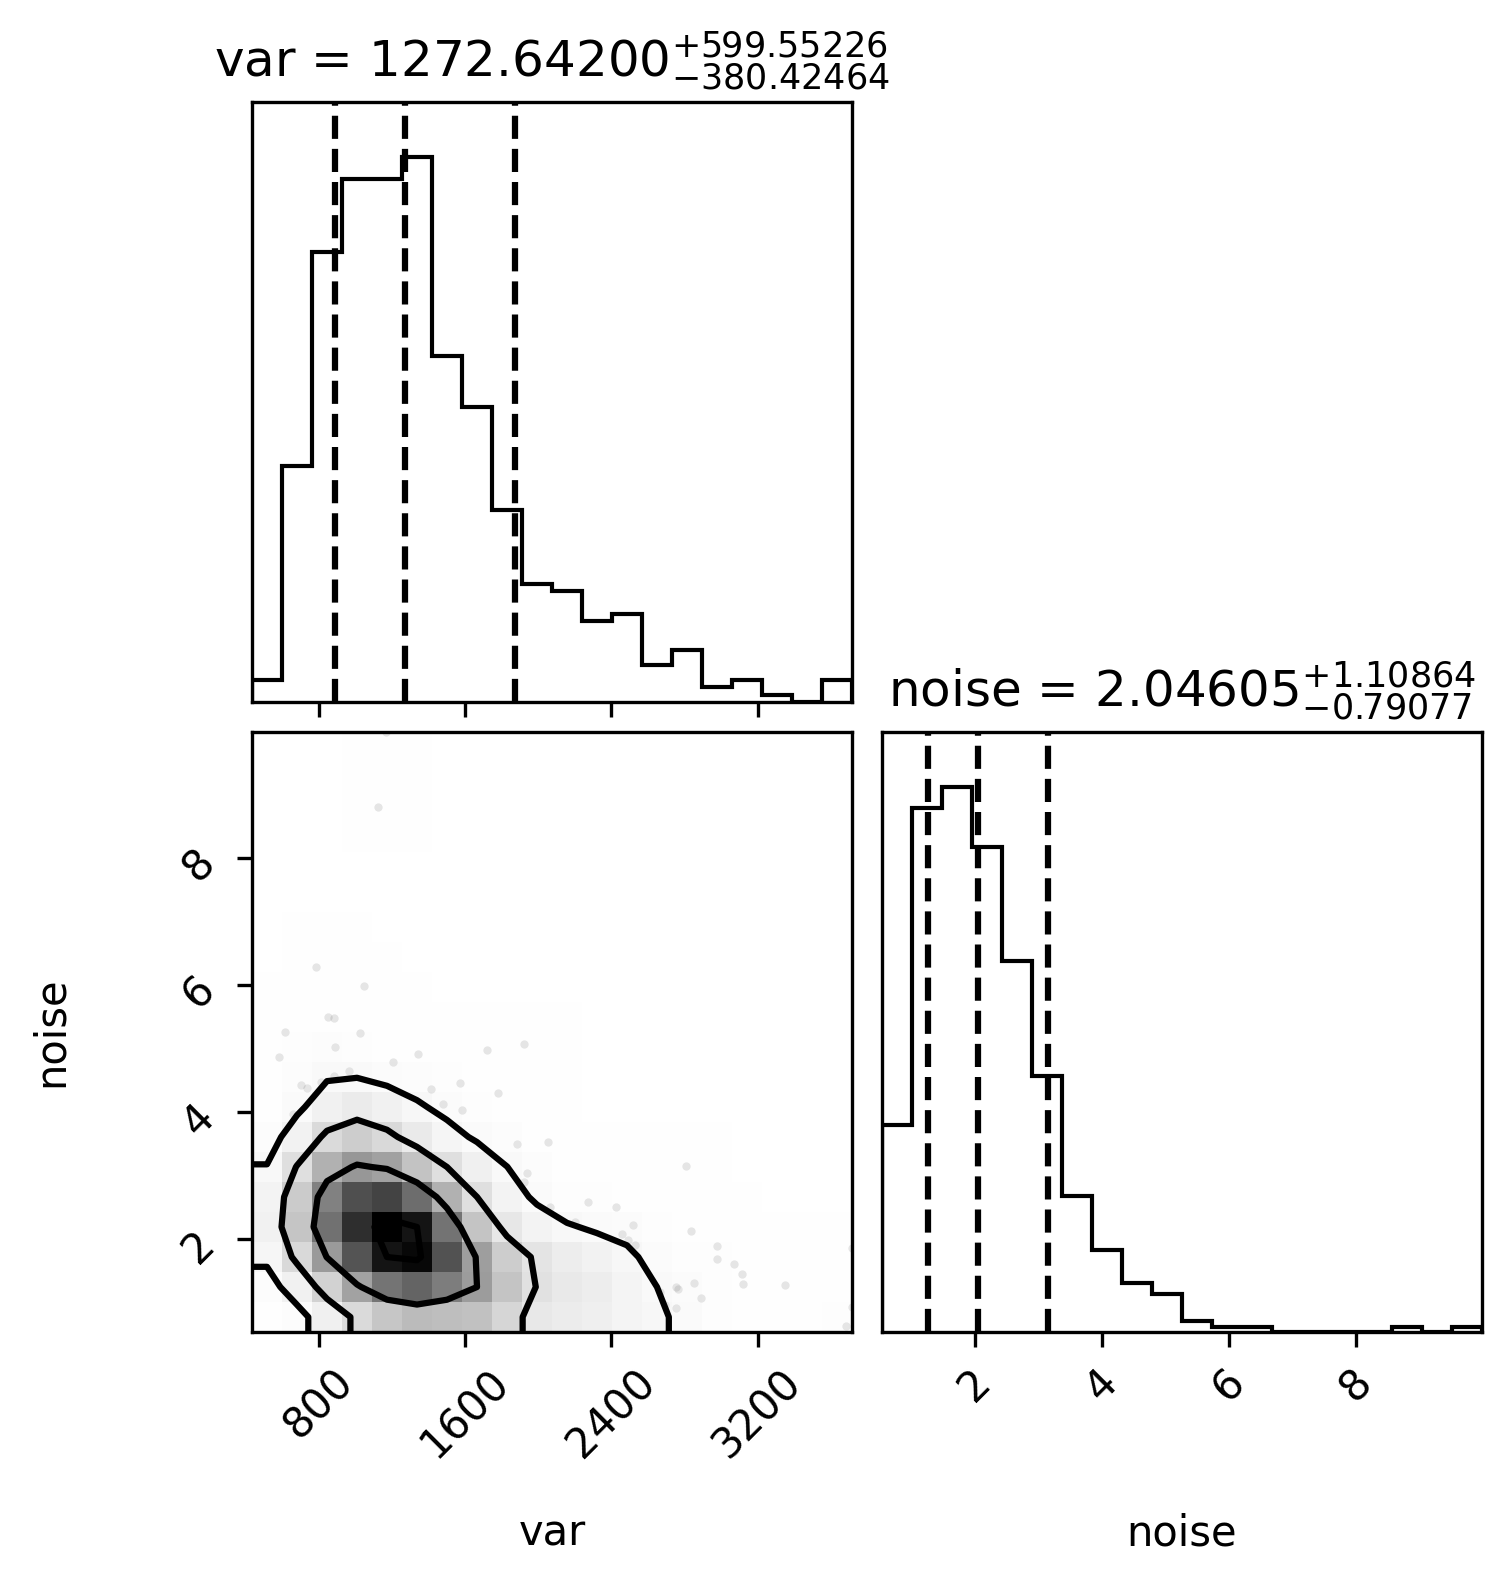 var = 1272.64200 +599.55226 −380.42464
noise = 2.04605 +1.10864 −0.79077
8
6
4
2
noise
800 1600 2400 3200
2 4 6 8
var
noise